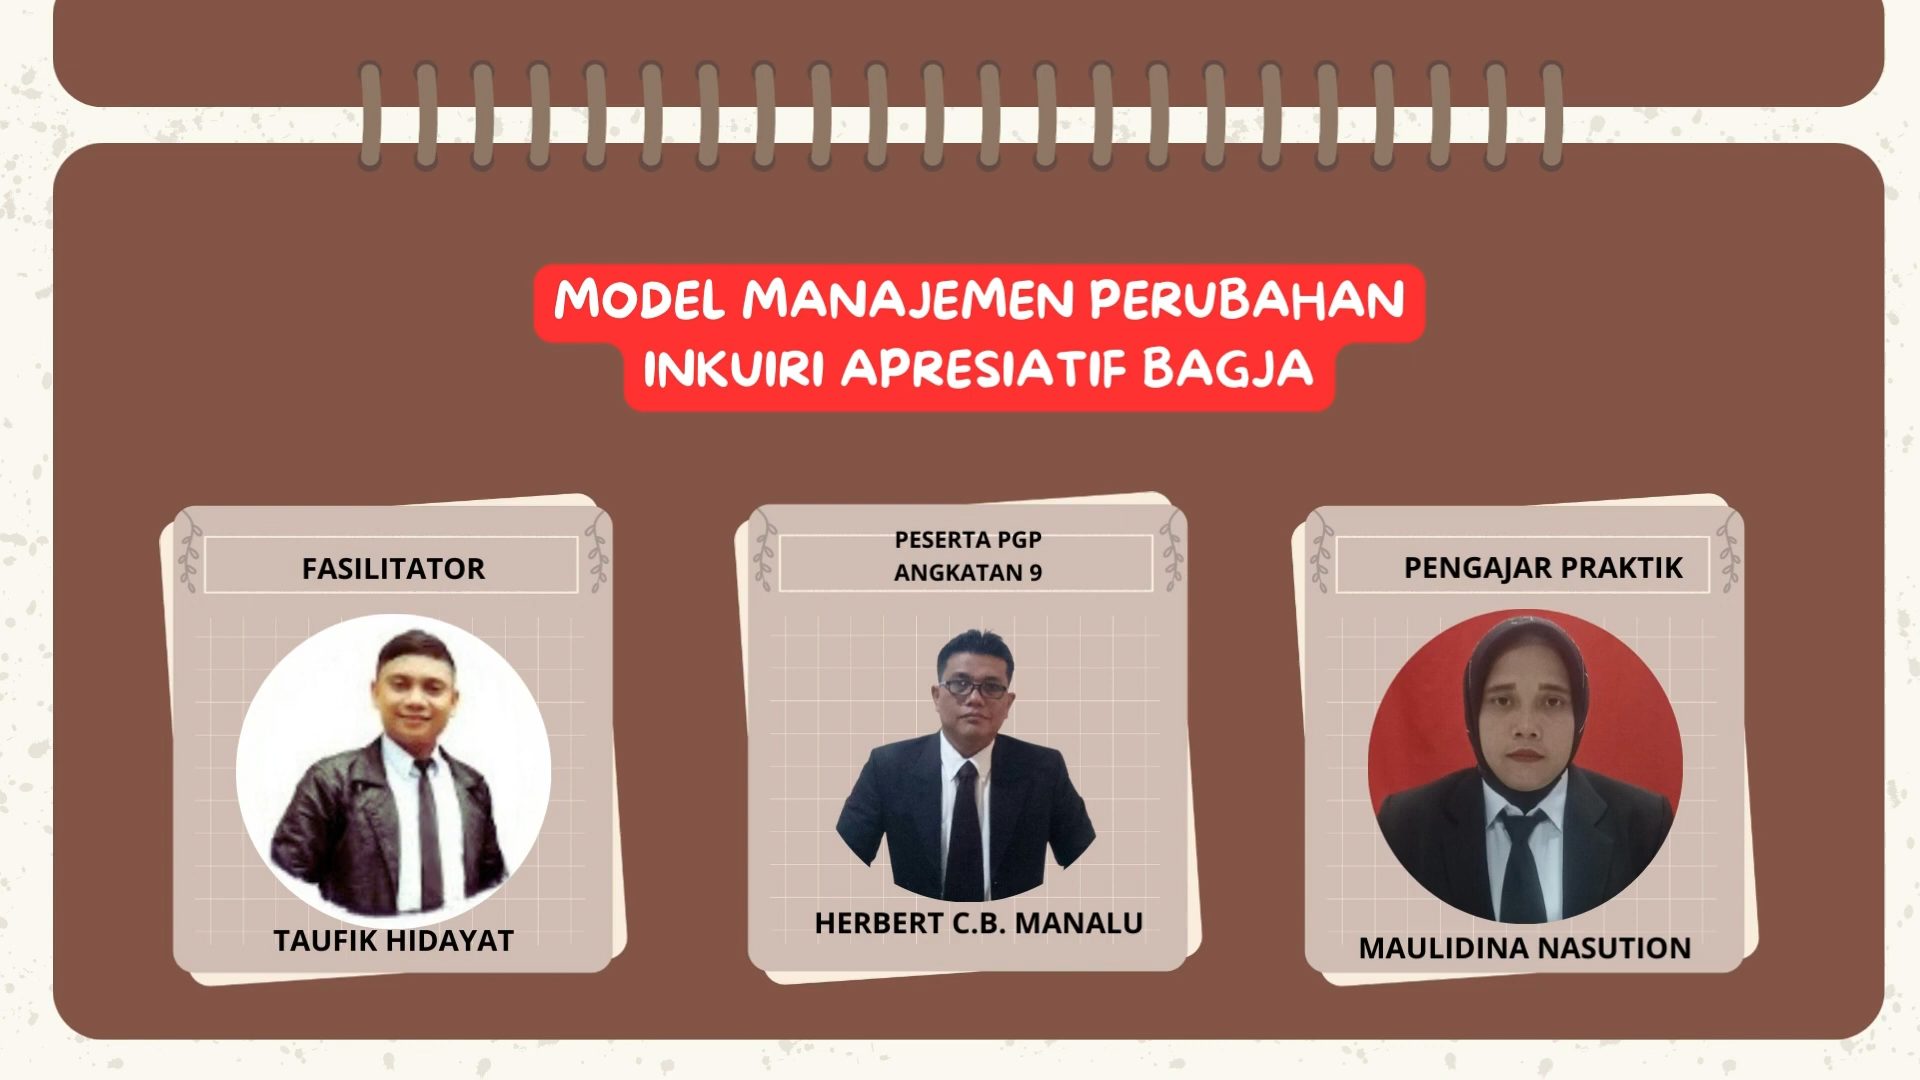 MODEL MANAJEMEN PERUBAHAN
INKUIRI APRESIATIF BAGJA
FASILITATOR
TAUFIK HIDAYAT
PESERTA PGP
ANGKATAN 9
HERBERT C.B. MANALU
PENGAJAR PRAKTIK
MAULIDINA NASUTION